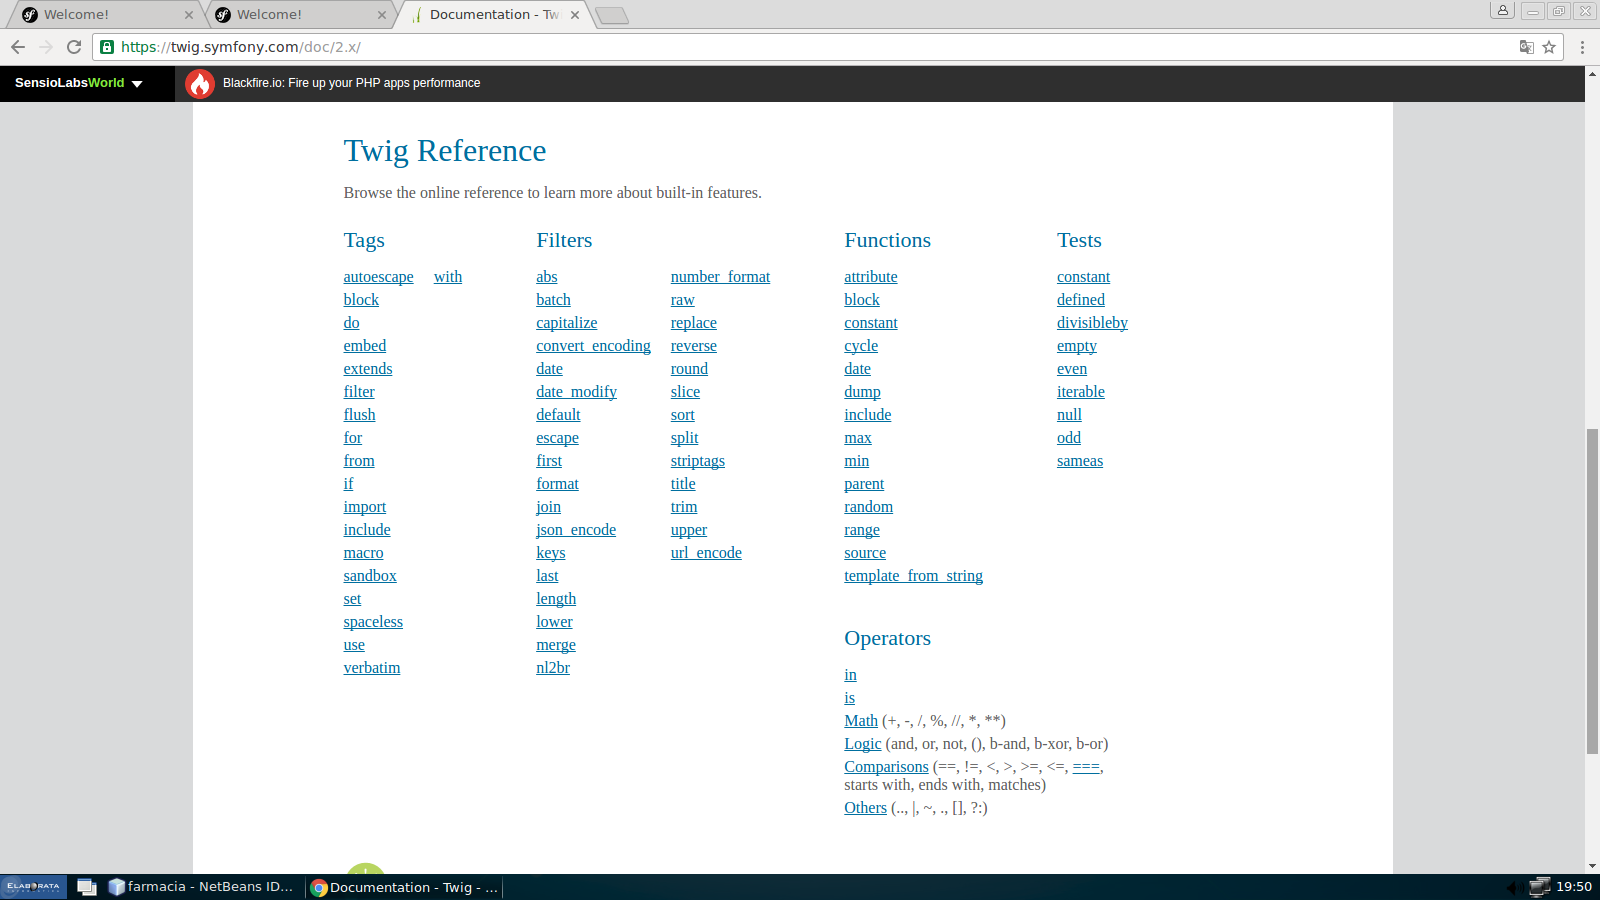 Welcome!
Welcome!
Documentation - Tw
https://twig.symfony.com/doc/2.x/
SensioLabsWorld
Blackfire.io: Fire up your PHP apps performance
Twig Reference
Browse the online reference to learn more about built-in features.
Tags
autoescape with
block
do
embed
extends
filter
flush
for
from
if
import
include
macro
sandbox
set
spaceless
use
verbatim
Filters
abs
batch
capitalize
convert_encoding
date
date_modify
default
escape
first
format
join
json_encode
keys
last
length
lower
merge
nl2br
number_format
raw
replace
reverse
round
slice
sort
split
striptags
title
trim
upper
url_encode
Functions
attribute
block
constant
cycle
date
dump
include
max
min
parent
random
range
source
template_from_string
Operators
in
is
Math (+, -, /, %, //, *, **)
Logic (and, or, not, (), b-and, b-xor, b-or)
Comparisons (==, !=, <, >, >=, <=, ===,
starts with, ends with, matches)
Others (.., |, ~, ., [], ?:)
Tests
constant
defined
divisibleby
empty
even
iterable
null
odd
sameas
ELABORATA
farmacia - NetBeans ID...
Documentation - Twig - ...
19:50